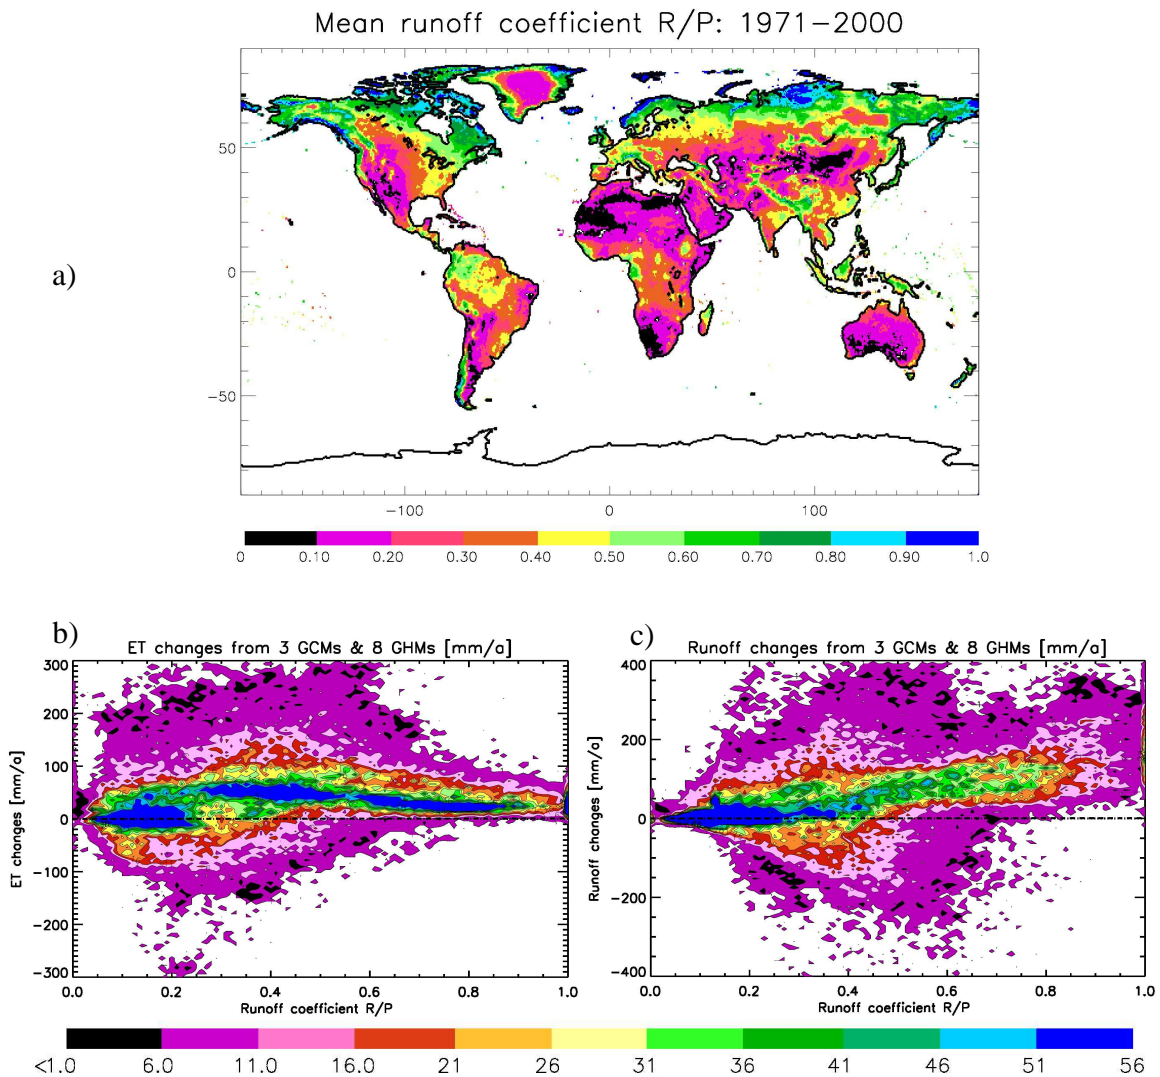 Mean runoff coefficient R/P: 1971−2000
a)
50
0
−50
−100 0 100
0 0.10 0.20 0.30 0.40 0.50 0.60 0.70 0.80 0.90 1.0
b)
ET changes from 3 GCMs & 8 GHMs [mm/a]
ET changes [mm/a]
300
200
100
0
−100
−200
−300
0.0 0.2 0.4 0.6 0.8 1.0
Runoff coefficient R/P
c)
Runoff changes from 3 GCMs & 8 GHMs [mm/a]
Runoff changes [mm/a]
400
200
0
−200
−400
0.0 0.2 0.4 0.6 0.8 1.0
Runoff coefficient R/P
<1.0 6.0 11.0 16.0 21 26 31 36 41 46 51 56